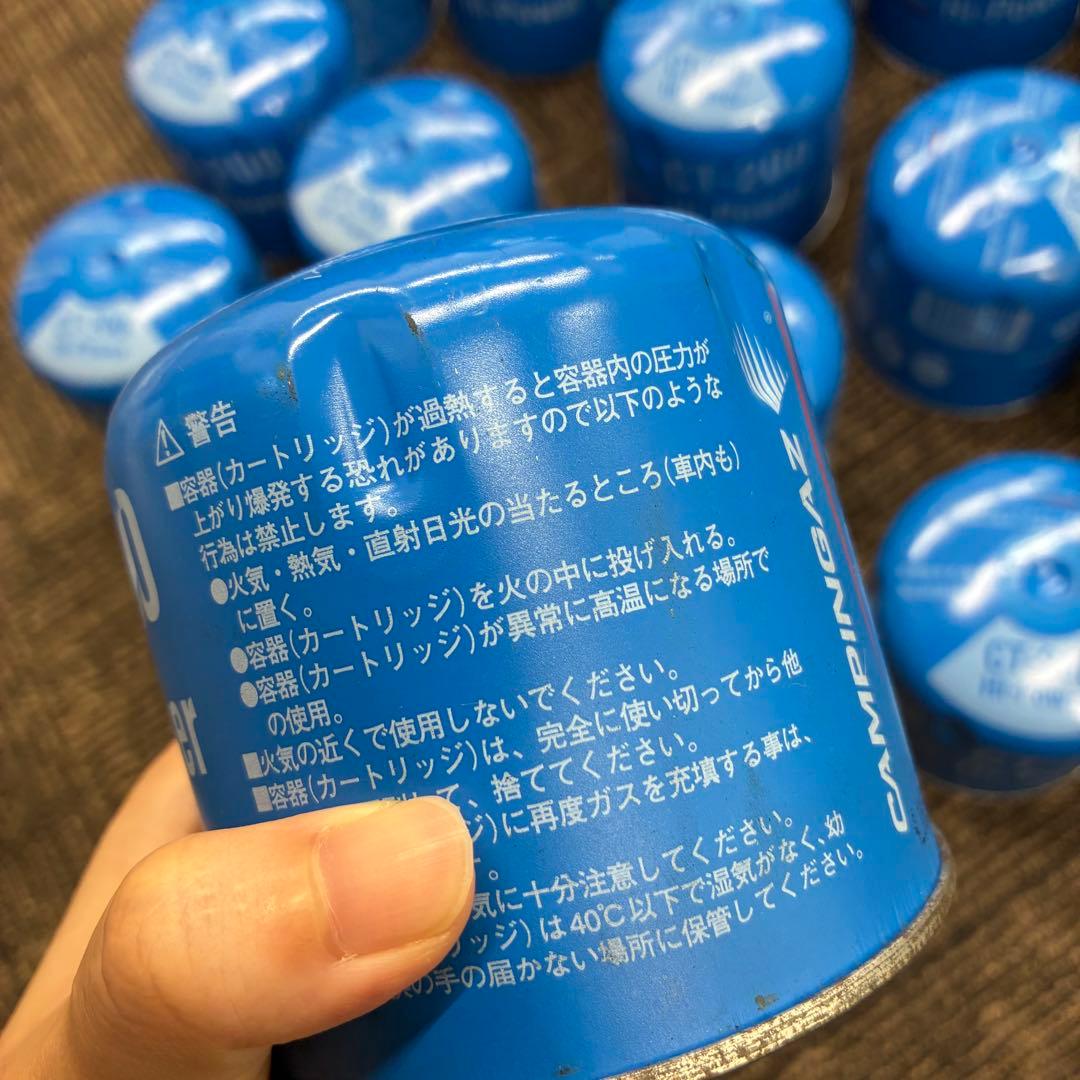 警告
■容器(カートリッジ)が過熱すると容器内の圧力が
上がり爆発する恐れがありますので以下のような
行為は禁止します。
●火気・熱気・直射日光の当たるところ(車内も)
に置く。
●容器(カートリッジ)を火の中に投げ入れる。
●容器(カートリッジ)が異常に高温になる場所で
の使用。
■火気の近くで使用しないでください。
■容器(カートリッジ)は、完全に使い切ってから他
て、捨ててください。
ジ)に再度ガスを充填する事は、
気に十分注意してください。
リッジ)は40℃以下で湿気がなく、幼
の手の届かない場所に保管してください。
CAMPINGAZ
0
er
CT-200